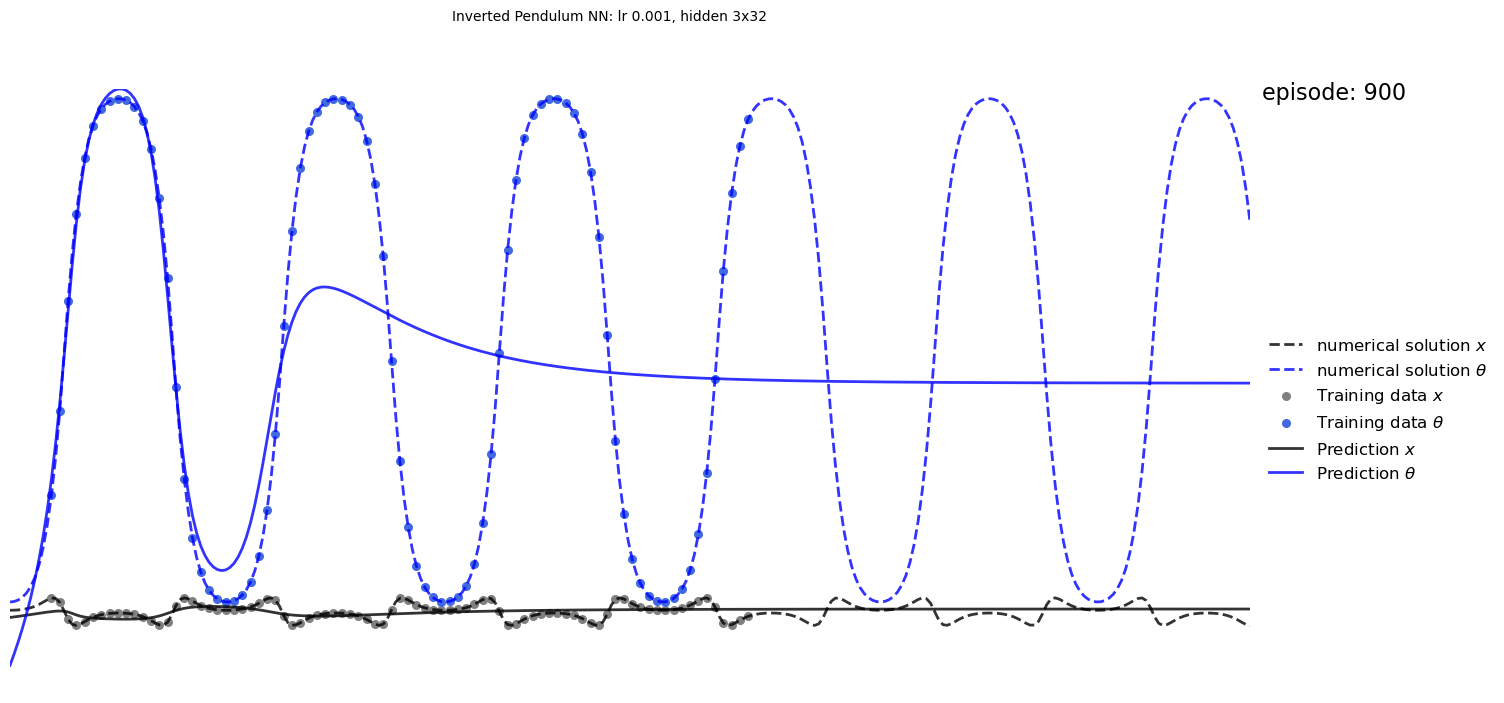 Inverted Pendulum NN: lr 0.001, hidden 3x32
episode: 900
numerical solution x
numerical solution θ
Training data x
Training data θ
Prediction x
Prediction θ